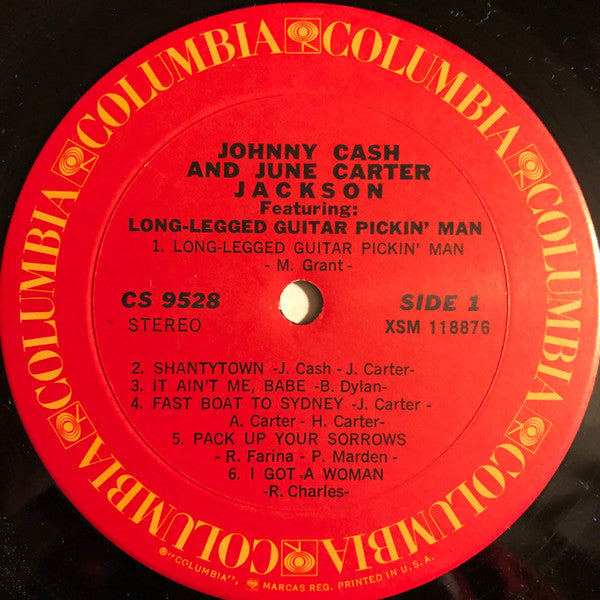 COLUMBIA COLUMBIA COLUMBIA COLUMBIA COLUMBIA COLUMBIA
JOHNNY CASH
AND JUNE CARTER
JACKSON
Featuring:
LONG-LEGGED GUITAR PICKIN' MAN
1. LONG-LEGGED GUITAR PICKIN' MAN
- M. Grant -
CS 9528
SIDE 1
STEREO
XSM 118876
2. SHANTYTOWN -J. Cash - J. Carter-
3. IT AIN'T ME, BABE -B. Dylan-
4. FAST BOAT TO SYDNEY -J. Carter -
A. Carter - H. Carter-
5. PACK UP YOUR SORROWS
- R. Farina - P. Marden -
6. I GOT A WOMAN
-R. Charles-
®"COLUMBIA", MARCAS REG. PRINTED IN U.S.A.